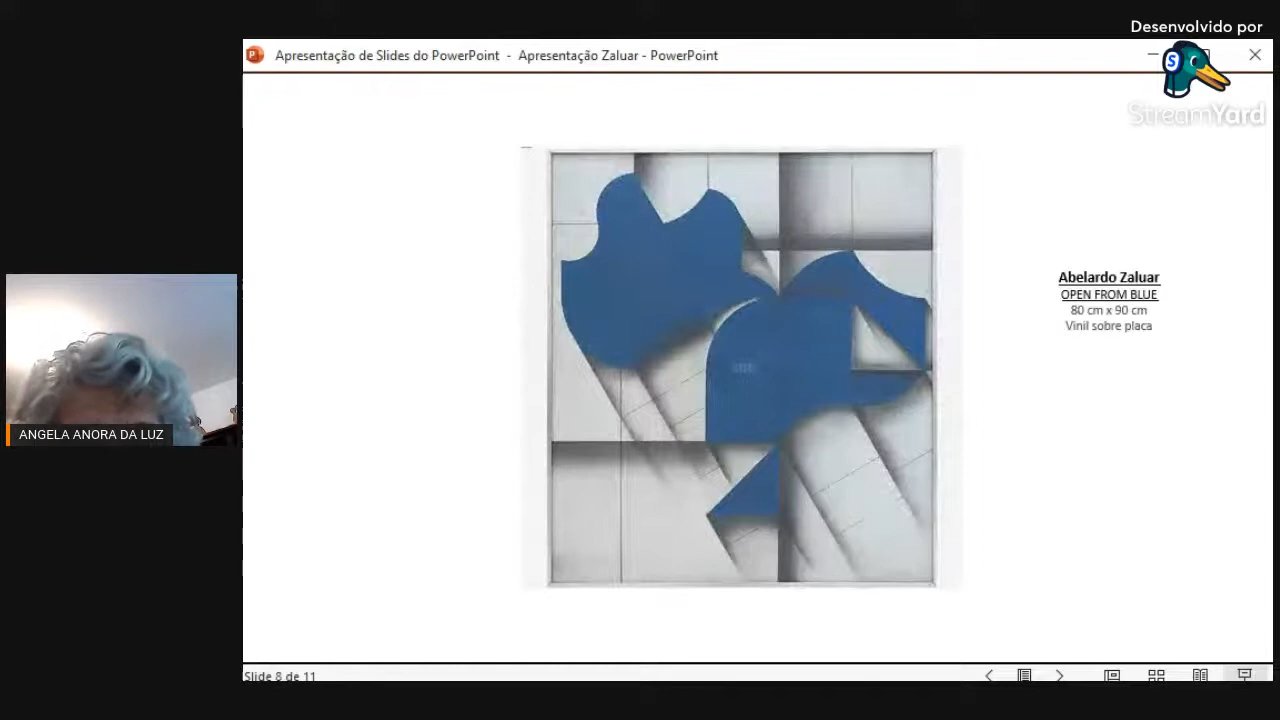 Desenvolvido por
Apresentação de Slides do PowerPoint - Apresentação Zaluar - PowerPoint
StreamYard
Abelardo Zaluar
OPEN FROM BLUE
80 cm x 90 cm
Vinil sobre placa
ANGELA ANORA DA LUZ
Slide 8 de 11